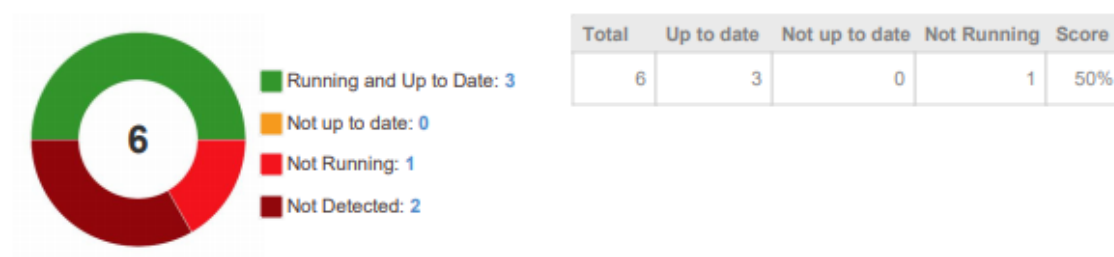 6
Running and Up to Date: 3
Not up to date: 0
Not Running: 1
Not Detected: 2
Total Up to date Not up to date Not Running Score
6 3 0 1 50%